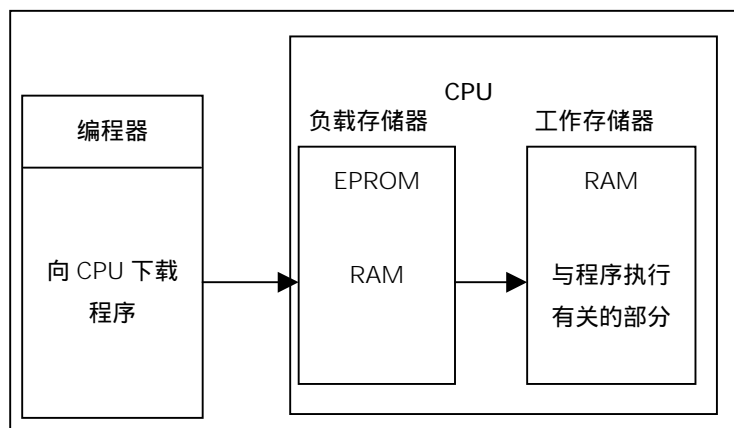 CPU
编程器
负载存储器
工作存储器
EPROM
RAM
RAM
向 CPU 下载
程序
与程序执行
有关的部分